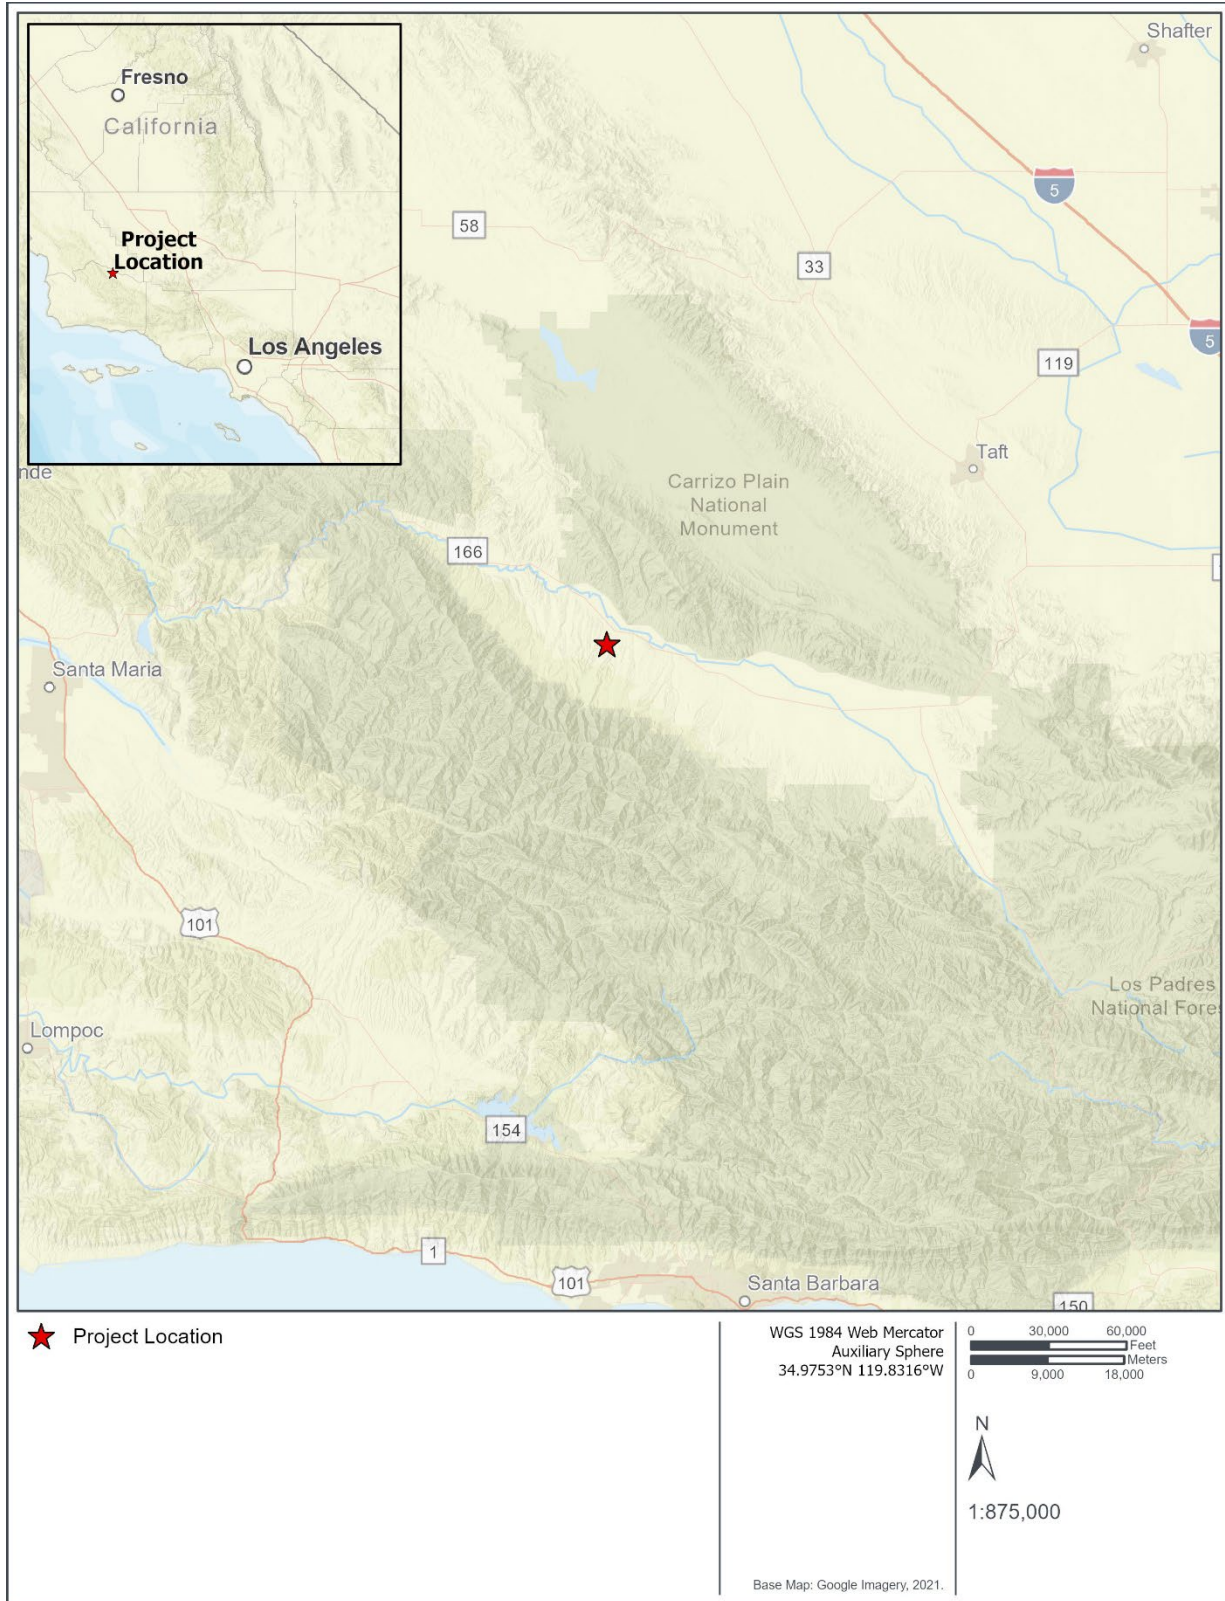 Fresno
California
Project
Location
Los Angeles
Shafter
5
58
33
5
119
Taft
nde
Carrizo Plain
National
Monument
166
Santa Maria
101
Los Padres
National Fores
Lompoc
154
1
101
Santa Barbara
150
Project Location
WGS 1984 Web Mercator
Auxiliary Sphere
34.9753°N 119.8316°W
Base Map: Google Imagery, 2021.
0 30,000 60,000
Feet
Meters
0 9,000 18,000
N
1:875,000